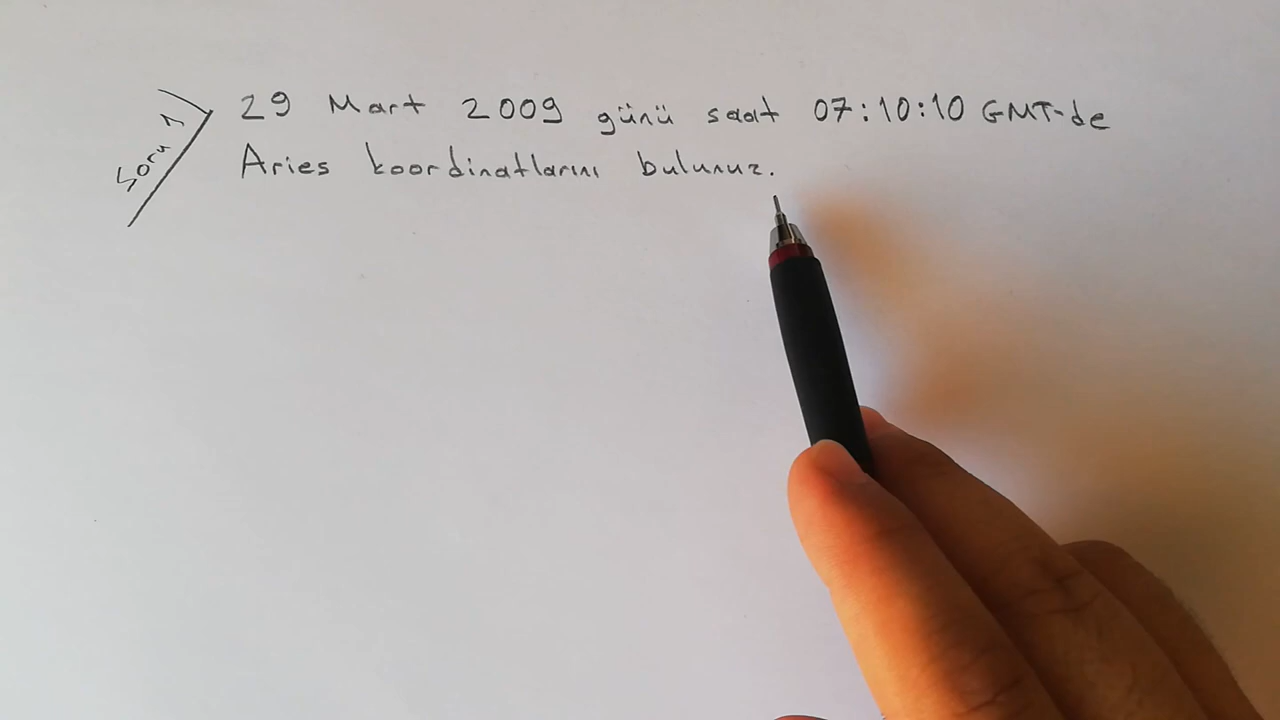 Soru 1
29 Mart 2009 günü saat 07:10:10 GMT-de
Aries koordinatlarını bulunuz.